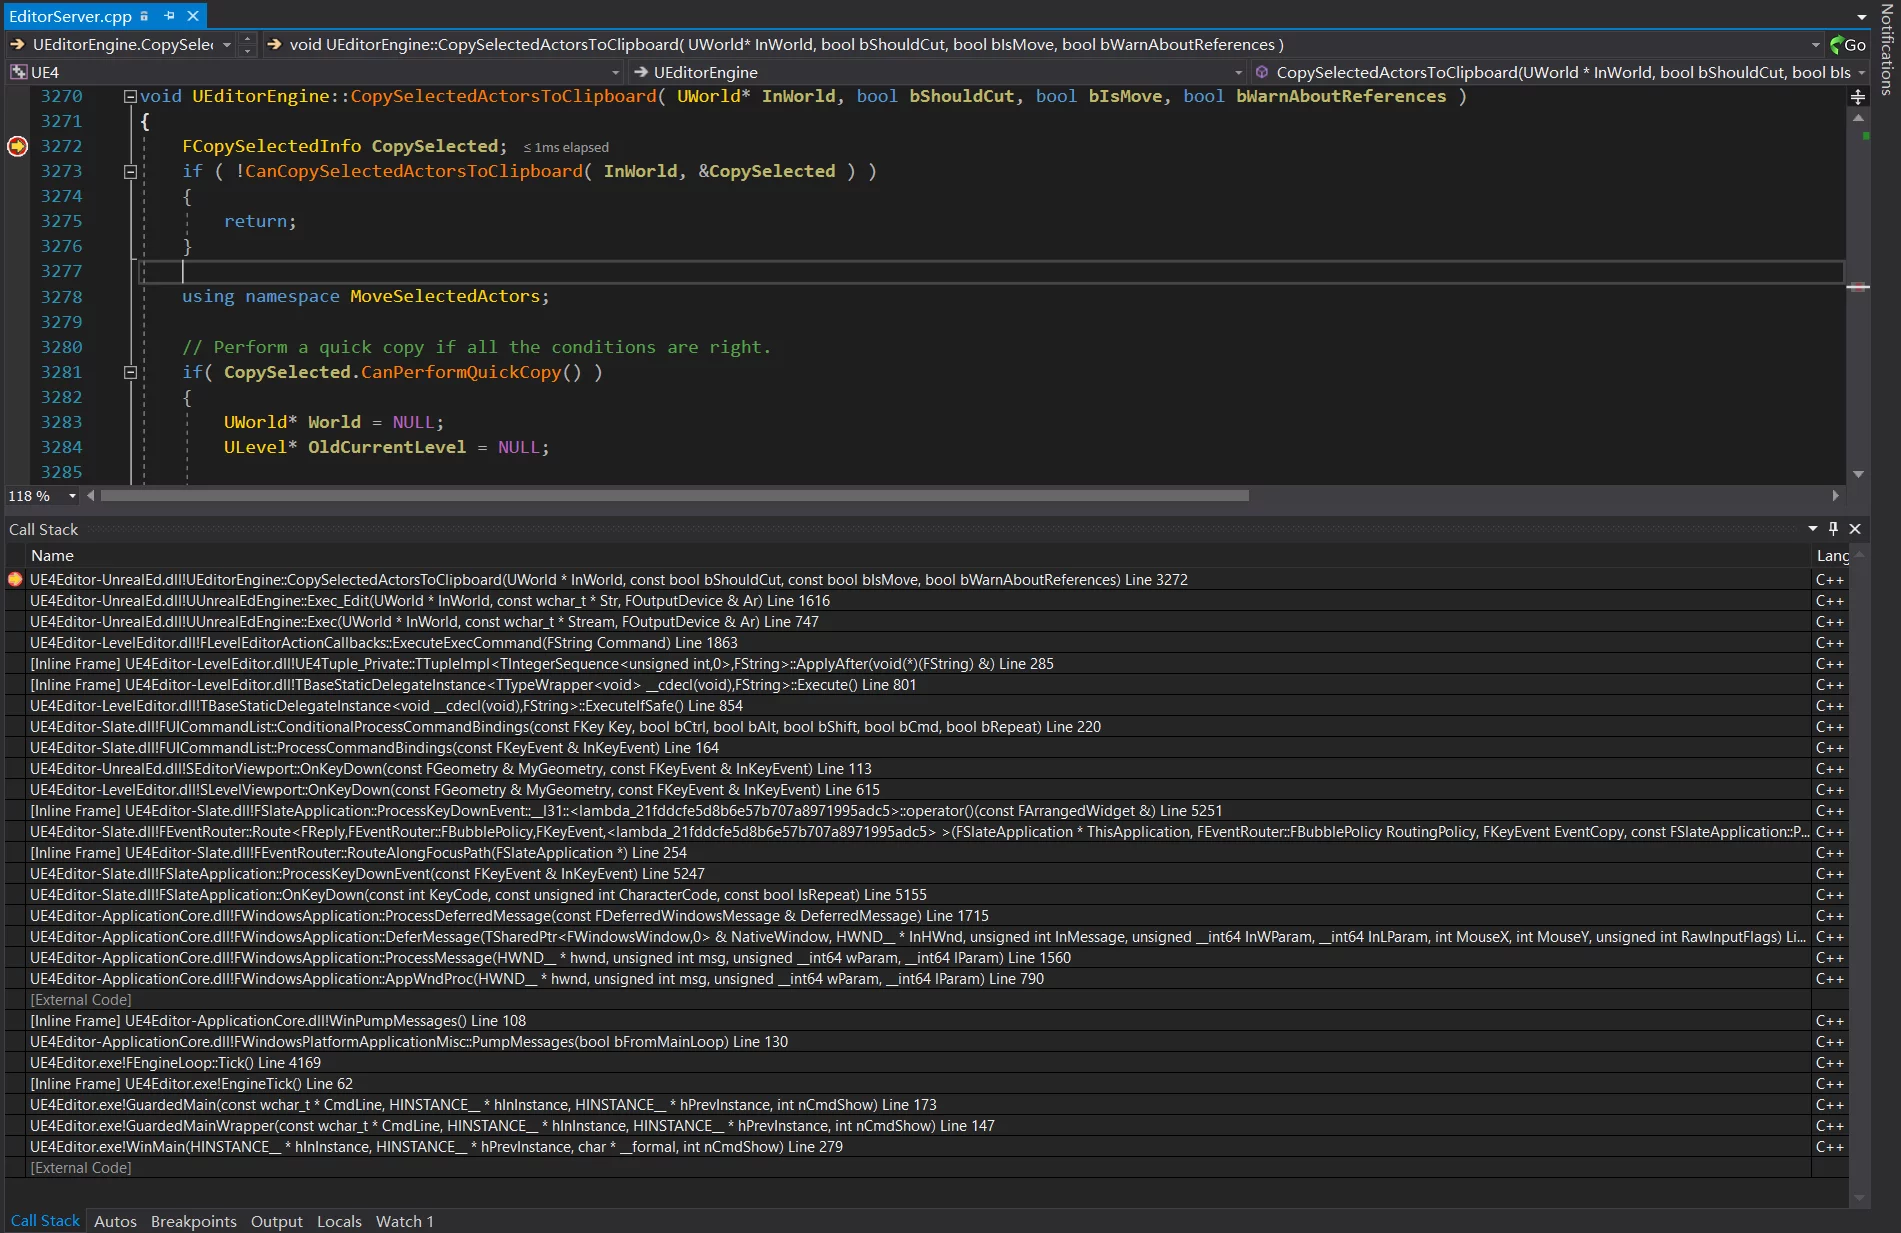 EditorServer.cpp
Notifications
UEditorEngine.CopySelec
void UEditorEngine::CopySelectedActorsToClipboard( UWorld* InWorld, bool bShouldCut, bool bIsMove, bool bWarnAboutReferences )
Go
UE4
UEditorEngine
CopySelectedActorsToClipboard(UWorld * InWorld, bool bShouldCut, bool bIs
3270 void UEditorEngine::CopySelectedActorsToClipboard( UWorld* InWorld, bool bShouldCut, bool bIsMove, bool bWarnAboutReferences )
3271 {
3272 FCopySelectedInfo CopySelected; ≤ 1ms elapsed
3273 if ( !CanCopySelectedActorsToClipboard( InWorld, &CopySelected ) )
3274 {
3275 return;
3276 }
3277
3278 using namespace MoveSelectedActors;
3279
3280 // Perform a quick copy if all the conditions are right.
3281 if( CopySelected.CanPerformQuickCopy() )
3282 {
3283 UWorld* World = NULL;
3284 ULevel* OldCurrentLevel = NULL;
3285
118 %
Call Stack
Name Lang
UE4Editor-UnrealEd.dll!UEditorEngine::CopySelectedActorsToClipboard(UWorld * InWorld, const bool bShouldCut, const bool bIsMove, bool bWarnAboutReferences) Line 3272 C++
UE4Editor-UnrealEd.dll!UUnrealEdEngine::Exec_Edit(UWorld * InWorld, const wchar_t * Str, FOutputDevice & Ar) Line 1616 C++
UE4Editor-UnrealEd.dll!UUnrealEdEngine::Exec(UWorld * InWorld, const wchar_t * Stream, FOutputDevice & Ar) Line 747 C++
UE4Editor-LevelEditor.dll!FLevelEditorActionCallbacks::ExecuteExecCommand(FString Command) Line 1863 C++
[Inline Frame] UE4Editor-LevelEditor.dll!UE4Tuple_Private::TTupleImpl<TIntegerSequence<unsigned int,0>,FString>::ApplyAfter(void(*)(FString) &) Line 285 C++
[Inline Frame] UE4Editor-LevelEditor.dll!TBaseStaticDelegateInstance<TTypeWrapper<void> __cdecl(void),FString>::Execute() Line 801 C++
UE4Editor-LevelEditor.dll!TBaseStaticDelegateInstance<void __cdecl(void),FString>::ExecuteIfSafe() Line 854 C++
UE4Editor-Slate.dll!FUICommandList::ConditionalProcessCommandBindings(const FKey Key, bool bCtrl, bool bAlt, bool bShift, bool bCmd, bool bRepeat) Line 220 C++
UE4Editor-Slate.dll!FUICommandList::ProcessCommandBindings(const FKeyEvent & InKeyEvent) Line 164 C++
UE4Editor-UnrealEd.dll!SEditorViewport::OnKeyDown(const FGeometry & MyGeometry, const FKeyEvent & InKeyEvent) Line 113 C++
UE4Editor-LevelEditor.dll!SLevelViewport::OnKeyDown(const FGeometry & MyGeometry, const FKeyEvent & InKeyEvent) Line 615 C++
[Inline Frame] UE4Editor-Slate.dll!FSlateApplication::ProcessKeyDownEvent::__l31::<lambda_21fddcfe5d8b6e57b707a8971995adc5>::operator()(const FArrangedWidget &) Line 5251 C++
UE4Editor-Slate.dll!FEventRouter::Route<FReply,FEventRouter::FBubblePolicy,FKeyEvent,<lambda_21fddcfe5d8b6e57b707a8971995adc5> >(FSlateApplication * ThisApplication, FEventRouter::FBubblePolicy RoutingPolicy, FKeyEvent EventCopy, const FSlateApplication::P... C++
[Inline Frame] UE4Editor-Slate.dll!FEventRouter::RouteAlongFocusPath(FSlateApplication *) Line 254 C++
UE4Editor-Slate.dll!FSlateApplication::ProcessKeyDownEvent(const FKeyEvent & InKeyEvent) Line 5247 C++
UE4Editor-Slate.dll!FSlateApplication::OnKeyDown(const int KeyCode, const unsigned int CharacterCode, const bool IsRepeat) Line 5155 C++
UE4Editor-ApplicationCore.dll!FWindowsApplication::ProcessDeferredMessage(const FDeferredWindowsMessage & DeferredMessage) Line 1715 C++
UE4Editor-ApplicationCore.dll!FWindowsApplication::DeferMessage(TSharedPtr<FWindowsWindow,0> & NativeWindow, HWND__ * InHWnd, unsigned int InMessage, unsigned __int64 InWParam, __int64 InLParam, int MouseX, int MouseY, unsigned int RawInputFlags) Li... C++
UE4Editor-ApplicationCore.dll!FWindowsApplication::ProcessMessage(HWND__ * hwnd, unsigned int msg, unsigned __int64 wParam, __int64 lParam) Line 1560 C++
UE4Editor-ApplicationCore.dll!FWindowsApplication::AppWndProc(HWND__ * hwnd, unsigned int msg, unsigned __int64 wParam, __int64 lParam) Line 790 C++
[External Code]
[Inline Frame] UE4Editor-ApplicationCore.dll!WinPumpMessages() Line 108 C++
UE4Editor-ApplicationCore.dll!FWindowsPlatformApplicationMisc::PumpMessages(bool bFromMainLoop) Line 130 C++
UE4Editor.exe!FEngineLoop::Tick() Line 4169 C++
[Inline Frame] UE4Editor.exe!EngineTick() Line 62 C++
UE4Editor.exe!GuardedMain(const wchar_t * CmdLine, HINSTANCE__ * hInInstance, HINSTANCE__ * hPrevInstance, int nCmdShow) Line 173 C++
UE4Editor.exe!GuardedMainWrapper(const wchar_t * CmdLine, HINSTANCE__ * hInInstance, HINSTANCE__ * hPrevInstance, int nCmdShow) Line 147 C++
UE4Editor.exe!WinMain(HINSTANCE__ * hInInstance, HINSTANCE__ * hPrevInstance, char * __formal, int nCmdShow) Line 279 C++
[External Code]
Call Stack Autos Breakpoints Output Locals Watch 1